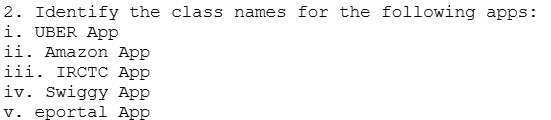 2. Identify the class names for the following apps:
i. UBER App
ii. Amazon App
iii. IRCTC App
iv. Swiggy App
v. eportal App